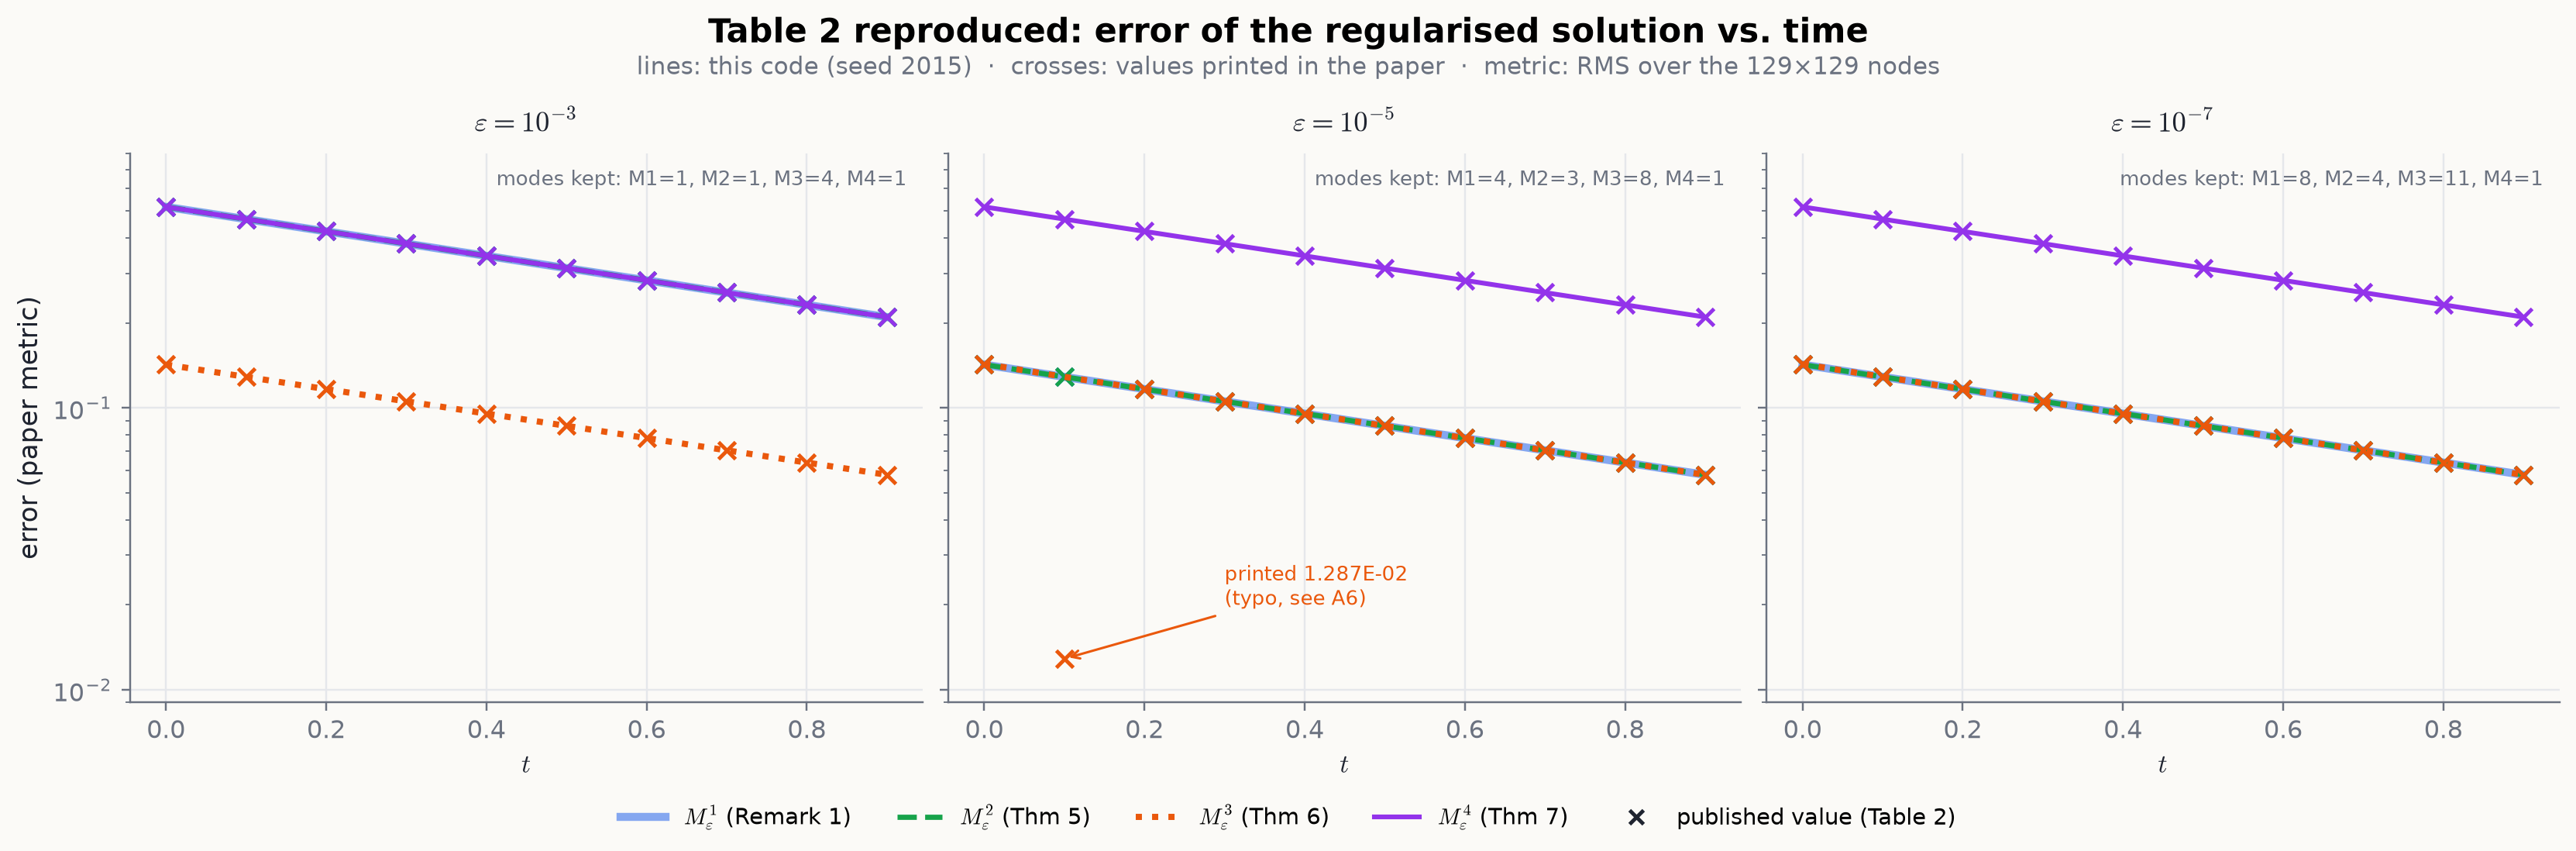 Table 2 reproduced: error of the regularised solution vs. time
lines: this code (seed 2015) · crosses: values printed in the paper · metric: RMS over the 129×129 nodes
ε = 10⁻³
ε = 10⁻⁵
ε = 10⁻⁷
modes kept: M1=1, M2=1, M3=4, M4=1
modes kept: M1=4, M2=3, M3=8, M4=1
modes kept: M1=8, M2=4, M3=11, M4=1
error (paper metric)
10⁻¹
10⁻²
printed 1.287E-02
(typo, see A6)
0.0 0.2 0.4 0.6 0.8
0.0 0.2 0.4 0.6 0.8
0.0 0.2 0.4 0.6 0.8
t
t
t
M¹_ε (Remark 1)
M²_ε (Thm 5)
M³_ε (Thm 6)
M⁴_ε (Thm 7)
published value (Table 2)